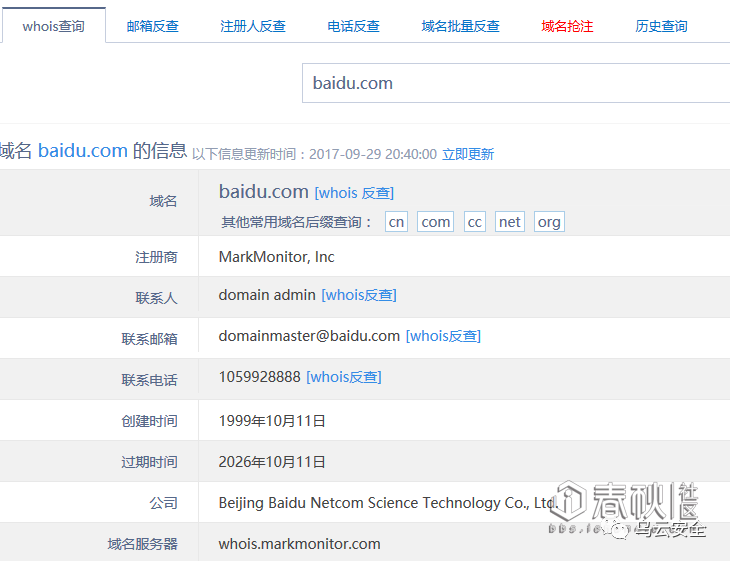 whois查询 邮箱反查 注册人反查 电话反查 域名批量反查 域名抢注 历史查询
baidu.com
域名 baidu.com 的信息 以下信息更新时间：2017-09-29 20:40:00 立即更新
域名 baidu.com [whois 反查]
其他常用域名后缀查询： cn com cc net org
注册商 MarkMonitor, Inc
联系人 domain admin [whois反查]
联系邮箱 domainmaster@baidu.com [whois反查]
联系电话 1059928888 [whois反查]
创建时间 1999年10月11日
过期时间 2026年10月11日
公司 Beijing Baidu Netcom Science Technology Co., Ltd.
域名服务器 whois.markmonitor.com
春秋社区
乌云安全